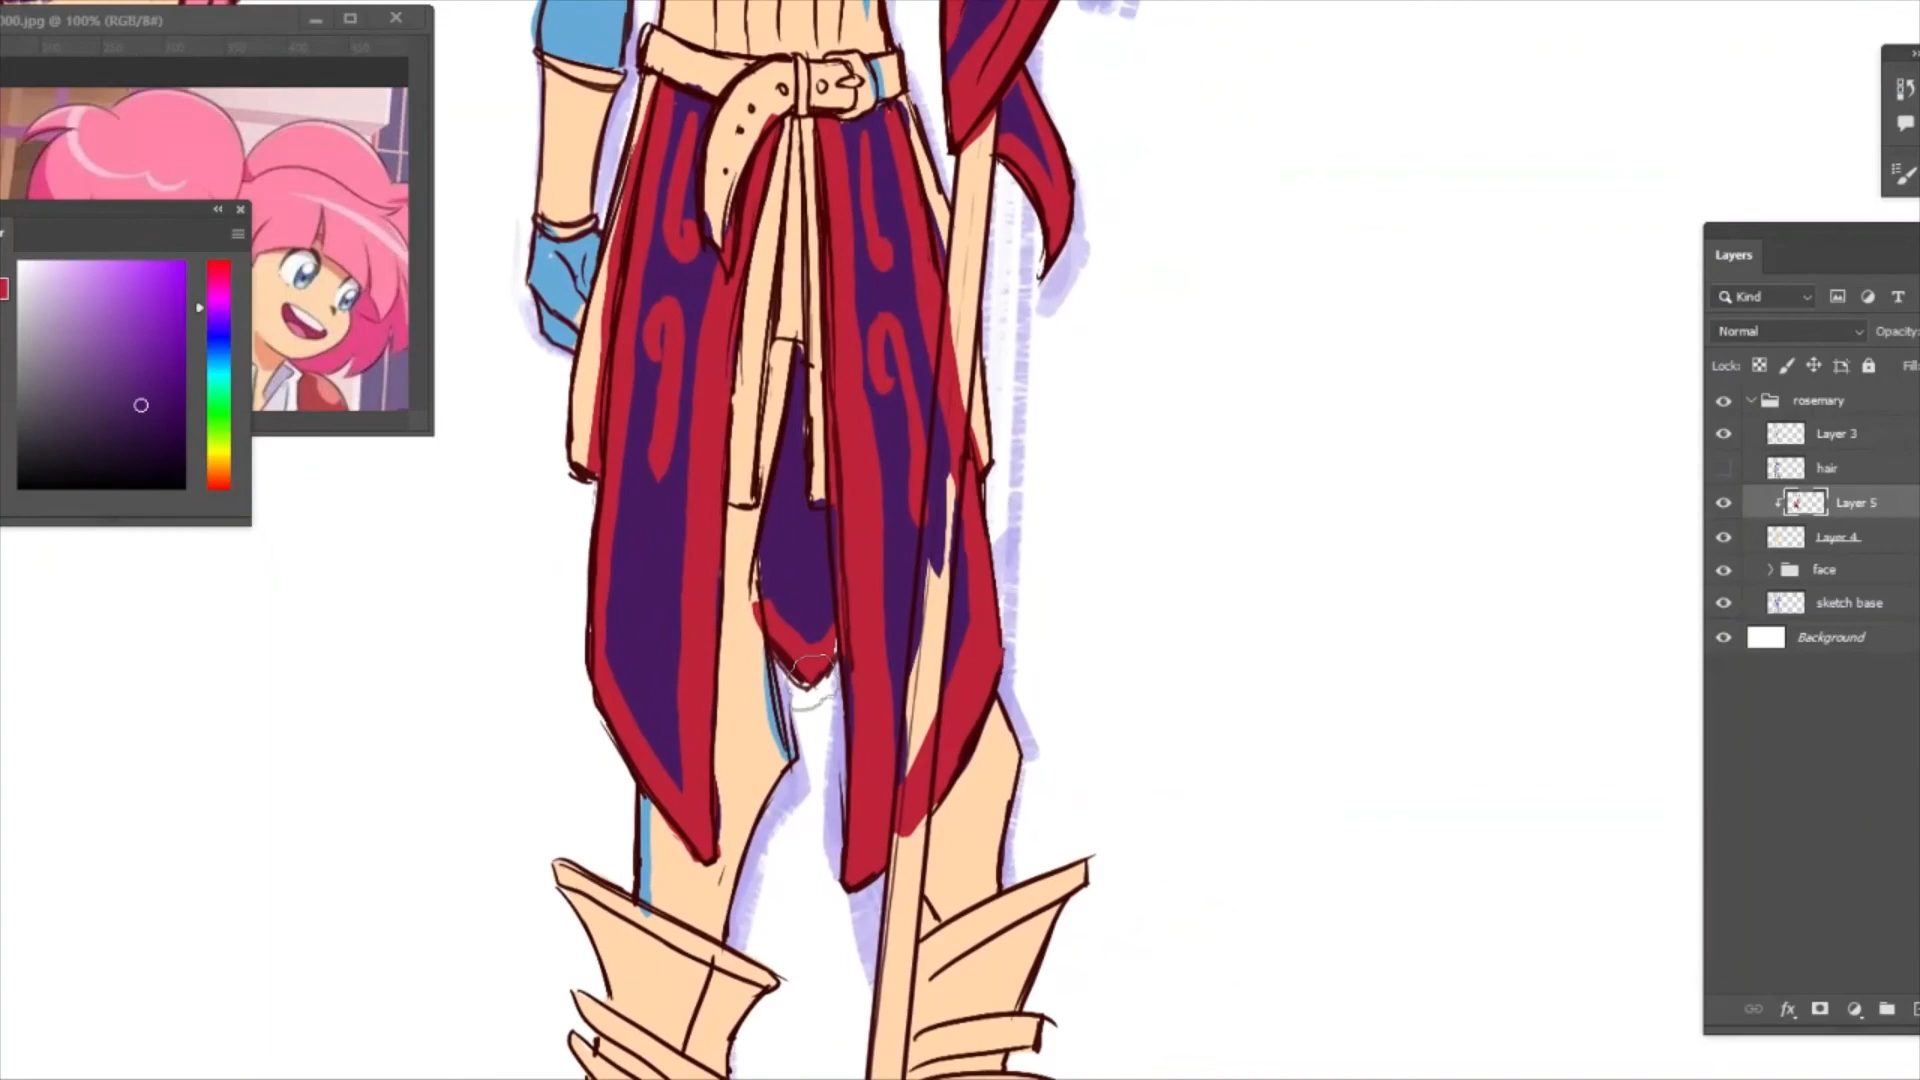 000.jpg @ 100% (RGB/8#)
Layers
Kind
Normal
Opacity:
Lock:
Fill:
rosemary
Layer 3
hair
Layer 5
Layer 4
face
sketch base
Background
fx